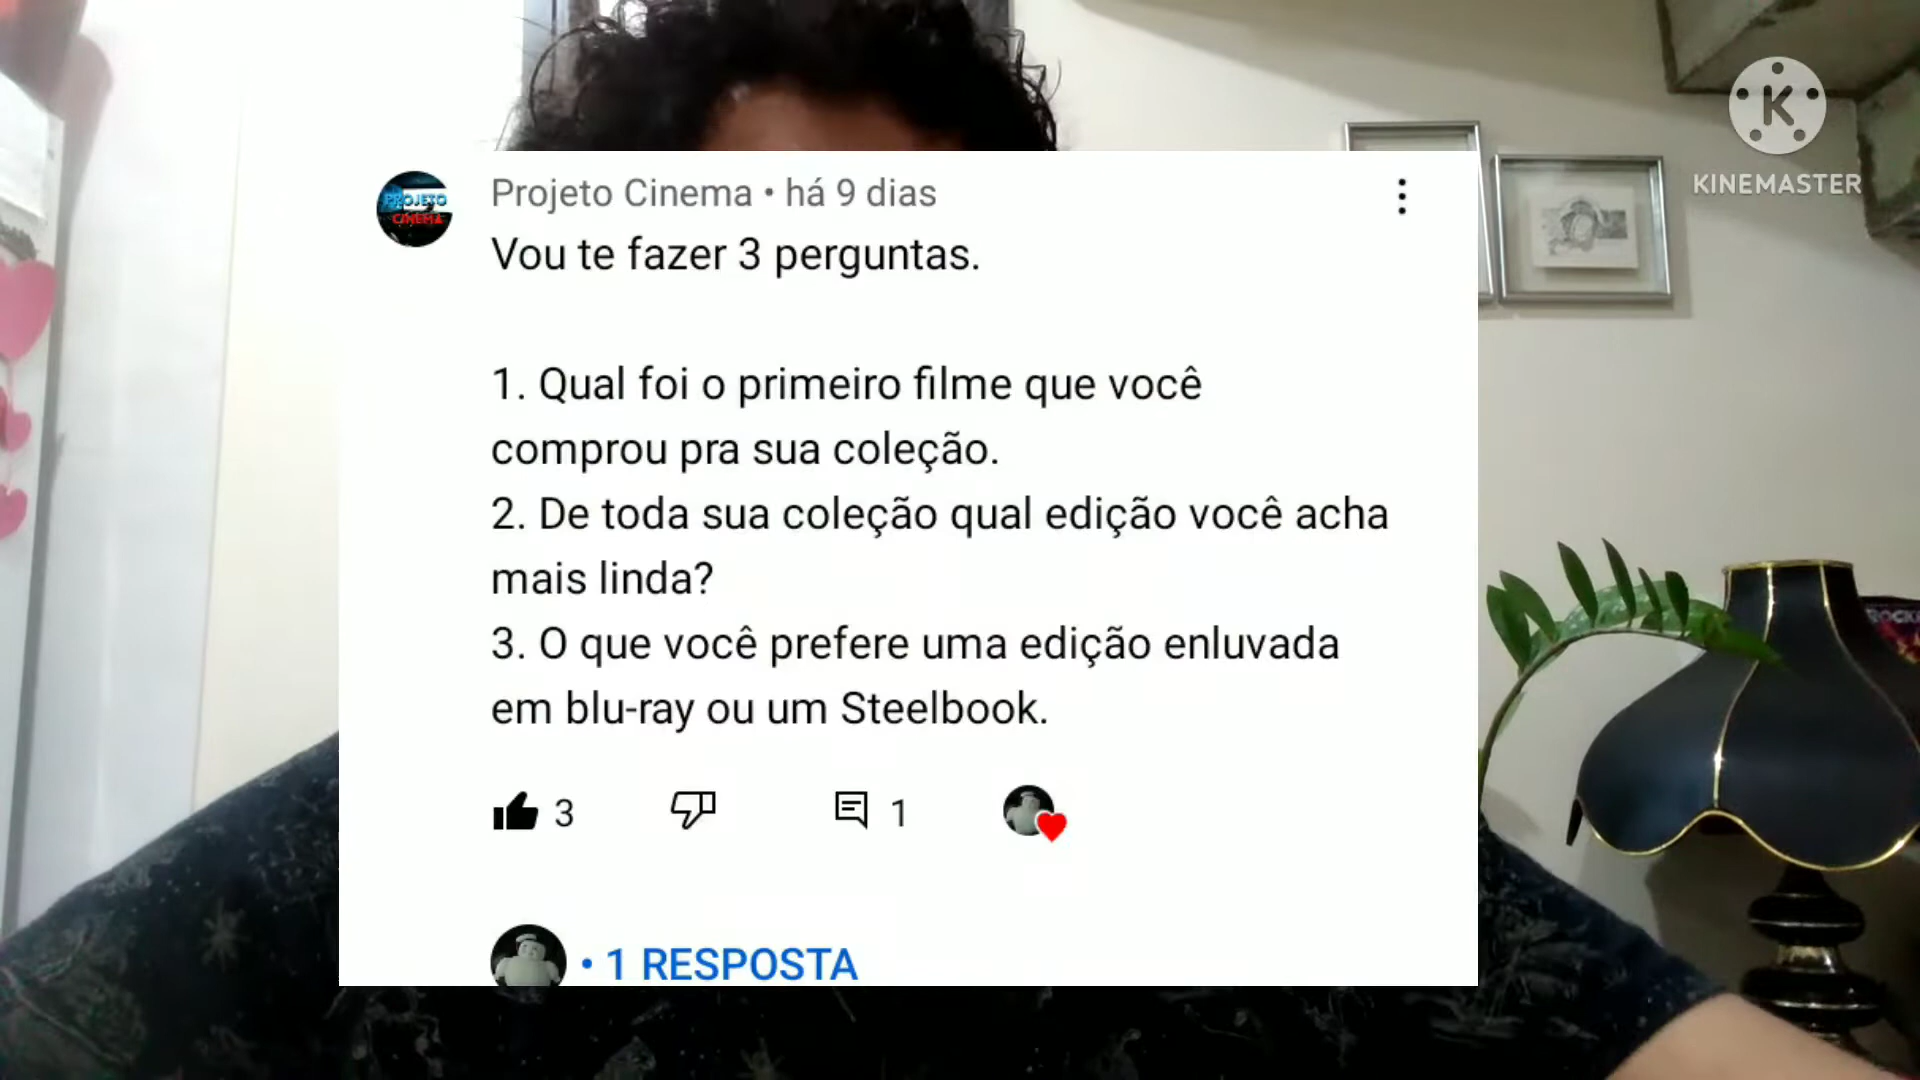 KINEMASTER
PROJETO
CINEMA
Projeto Cinema • há 9 dias
Vou te fazer 3 perguntas.
1. Qual foi o primeiro filme que você
comprou pra sua coleção.
2. De toda sua coleção qual edição você acha
mais linda?
3. O que você prefere uma edição enluvada
em blu-ray ou um Steelbook.
3
1
• 1 RESPOSTA